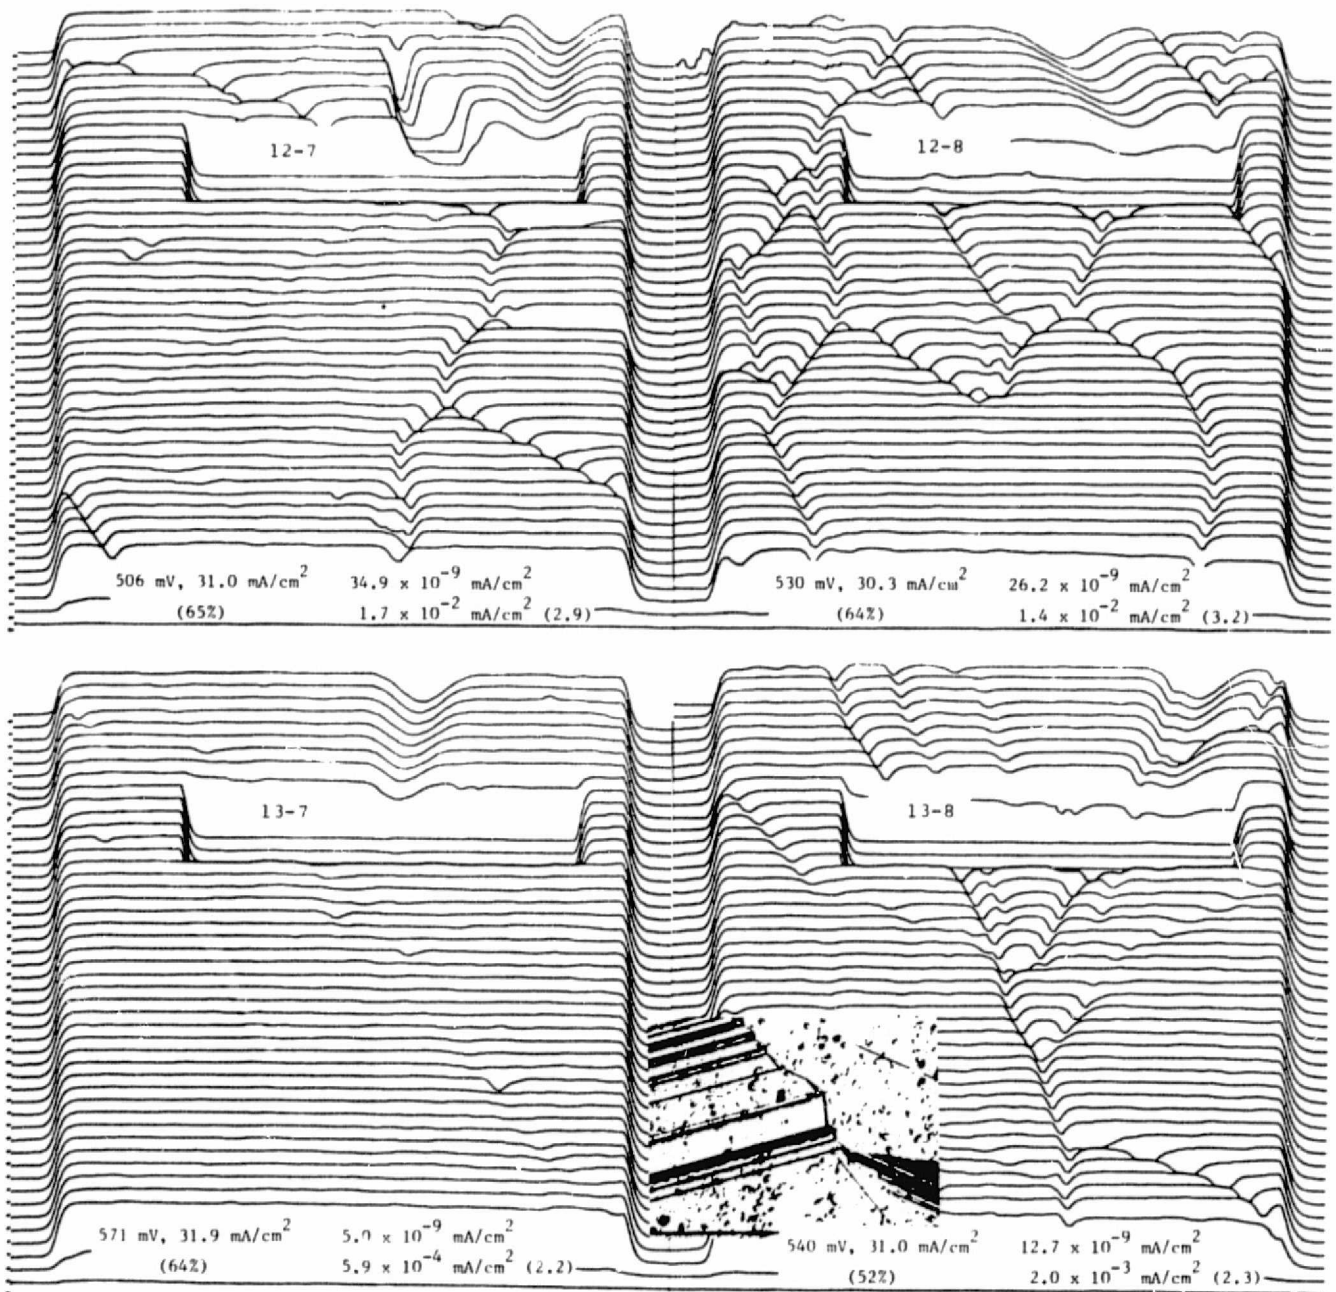 12-7
12-8
506 mV, 31.0 mA/cm² 34.9 x 10⁻⁹ mA/cm²
(65%) 1.7 x 10⁻² mA/cm² (2.9)
530 mV, 30.3 mA/cm² 26.2 x 10⁻⁹ mA/cm²
(64%) 1.4 x 10⁻² mA/cm² (3.2)
13-7
13-8
571 mV, 31.9 mA/cm² 5.0 x 10⁻⁹ mA/cm²
(64%) 5.9 x 10⁻⁴ mA/cm² (2.2)
540 mV, 31.0 mA/cm² 12.7 x 10⁻⁹ mA/cm²
(52%) 2.0 x 10⁻³ mA/cm² (2.3)